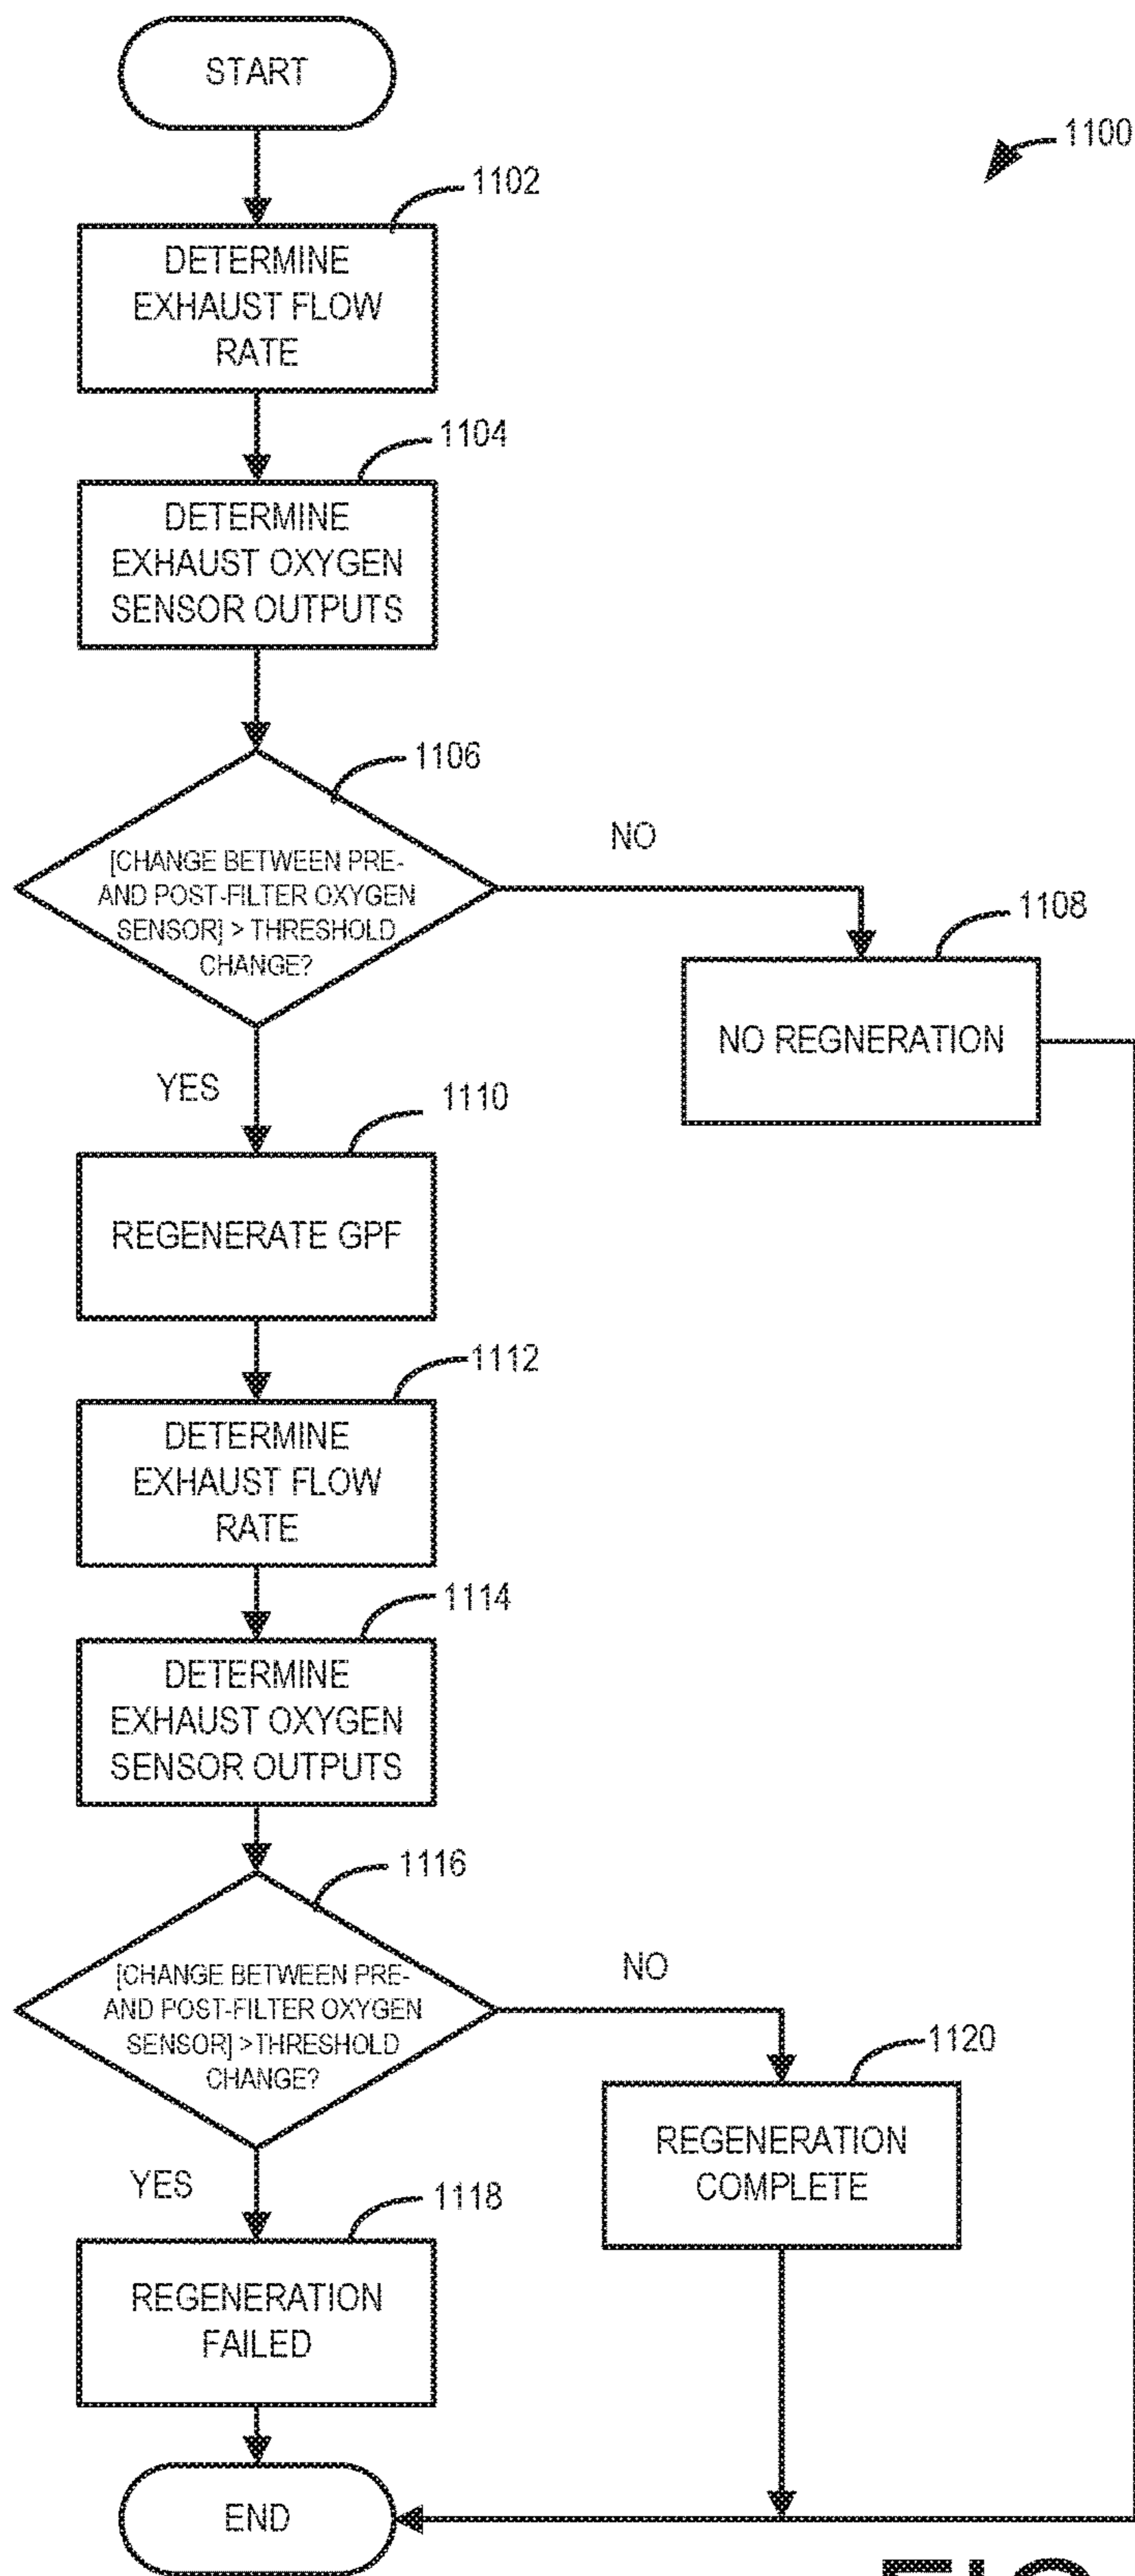 START
1100
1102
DETERMINE
EXHAUST FLOW
RATE
1104
DETERMINE
EXHAUST OXYGEN
SENSOR OUTPUTS
1106
[CHANGE BETWEEN PRE-
AND POST-FILTER OXYGEN
SENSOR] > THRESHOLD
CHANGE?
NO
1108
NO REGNERATION
YES
1110
REGENERATE GPF
1112
DETERMINE
EXHAUST FLOW
RATE
1114
DETERMINE
EXHAUST OXYGEN
SENSOR OUTPUTS
1116
[CHANGE BETWEEN PRE-
AND POST-FILTER OXYGEN
SENSOR] >THRESHOLD
CHANGE?
NO
1120
REGENERATION
COMPLETE
YES
1118
REGENERATION
FAILED
END